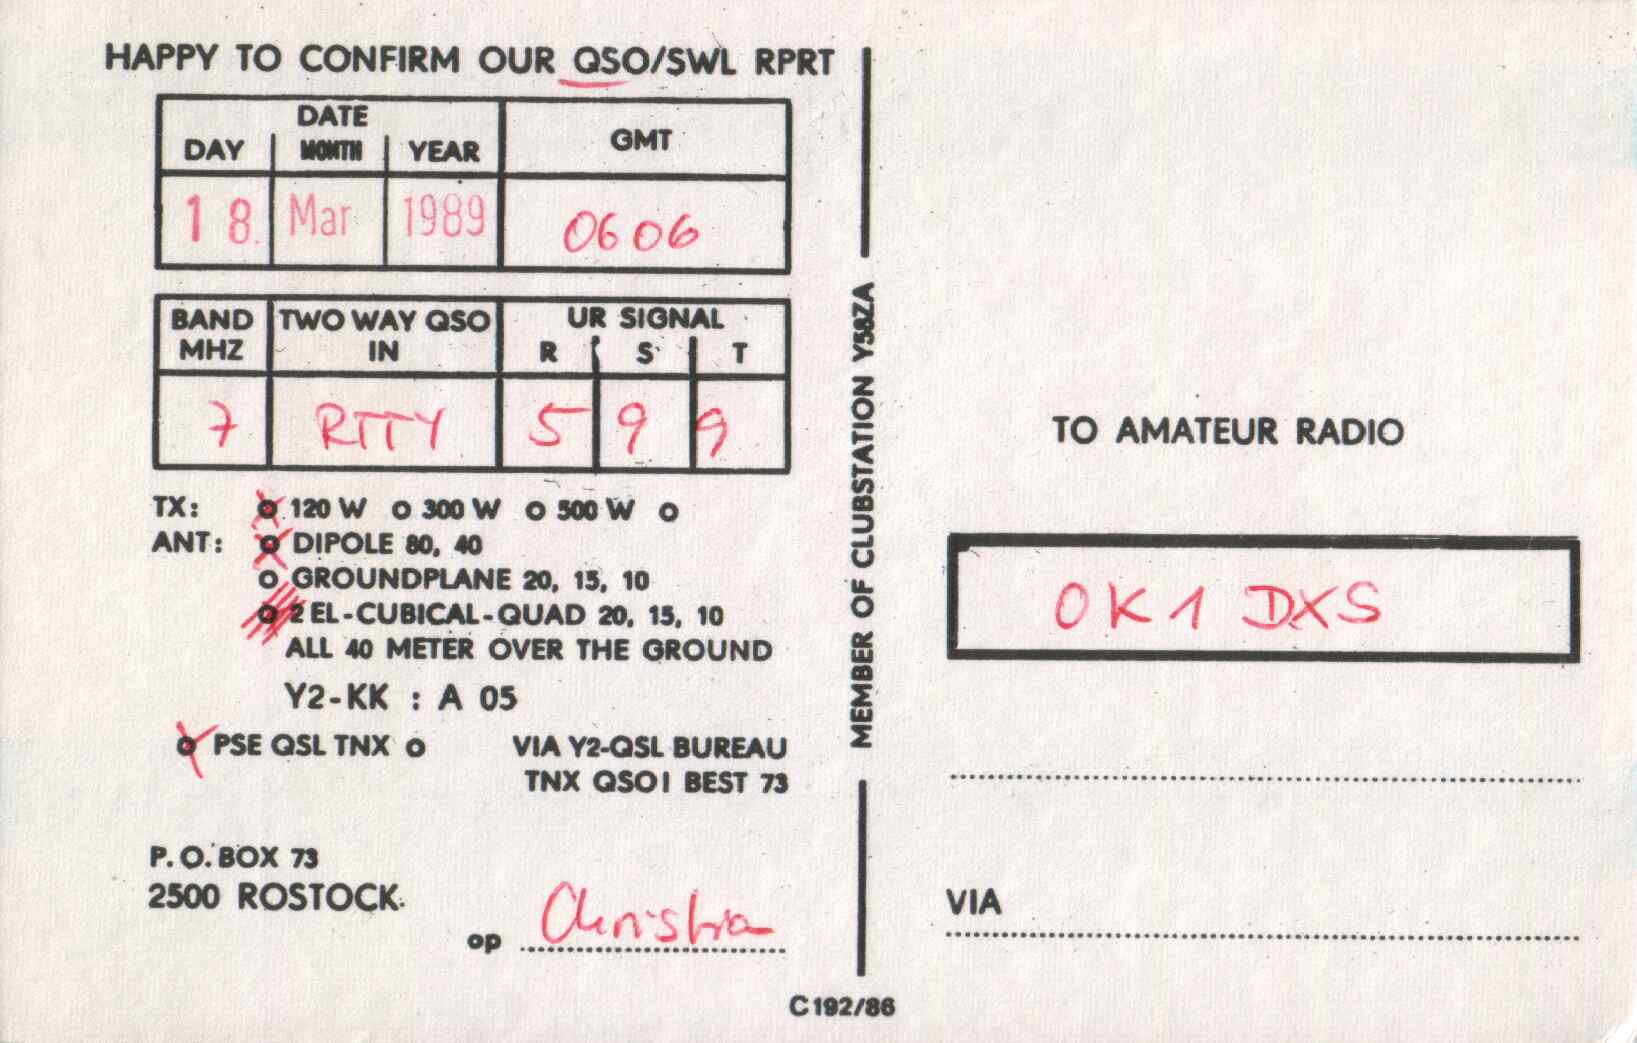 HAPPY TO CONFIRM OUR QSO/SWL RPRT
DATE
DAY MONTH YEAR GMT
18. Mar 1989 0606
BAND MHZ TWO WAY QSO IN UR SIGNAL
R S T
7 RTTY 5 9 9
TX: 120 W 300 W 500 W
ANT: DIPOLE 80, 40
GROUNDPLANE 20, 15, 10
2 EL-CUBICAL-QUAD 20, 15, 10
ALL 40 METER OVER THE GROUND
Y2-KK : A 05
PSE QSL TNX VIA Y2-QSL BUREAU
TNX QSO! BEST 73
P.O. BOX 73
2500 ROSTOCK
op Christian
MEMBER OF CLUBSTATION Y58ZA
C192/86
TO AMATEUR RADIO
OK1DXS
VIA